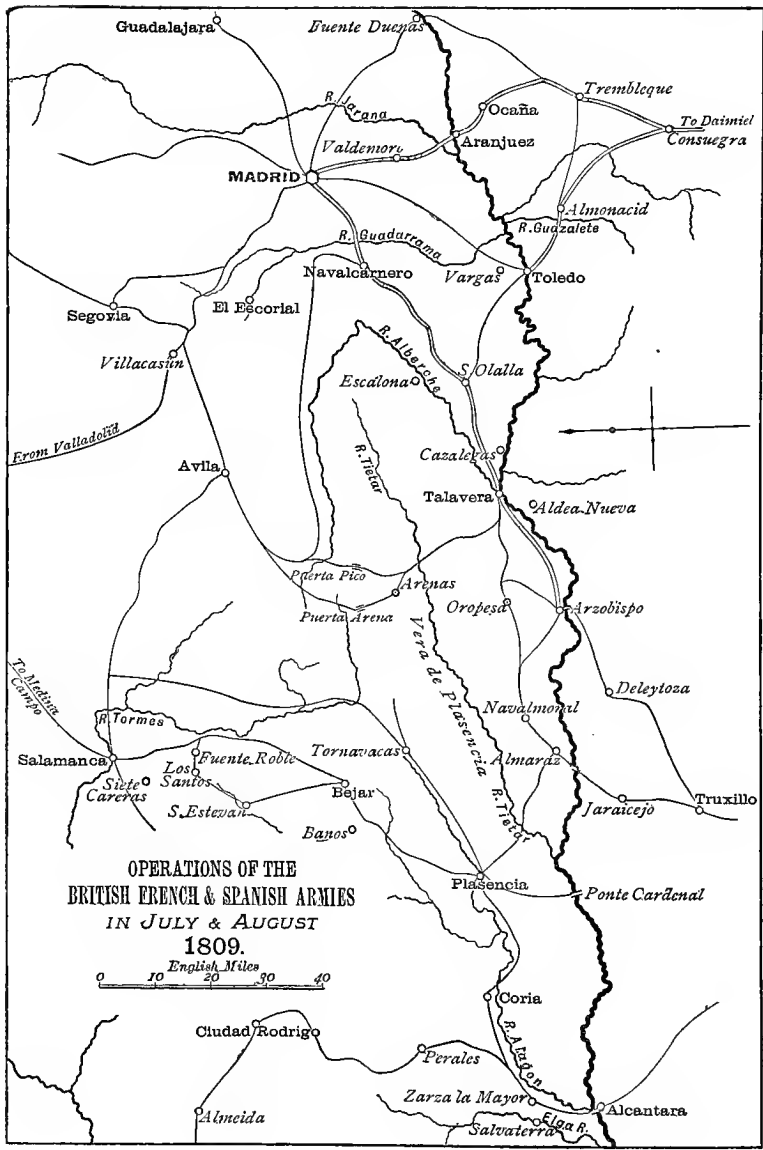 Guadalajara
Fuente Duenas
R. Jarana
Ocaña
Trembleque
To Daimiel
Consuegra
Aranjuez
Valdemoro
MADRID
Almonacid
R. Guazalete
R. Guadarrama
Navalcarnero
Vargas
Toledo
Segovia
El Escorial
Villacasun
R. Alberche
S. Olalla
Escalona
From Valladolid
R. Tietar
Cazalegas
Avila
Talavera
Aldea Nueva
Puerta Pico
Arenas
Puerta Arena
Oropesa
Arzobispo
Vera de Plasencia
To Medina
Campo
Deleytoza
R. Tormes
Navalmoral
Salamanca
Fuente Roble
Tornavacas
Almaraz
Los
Santos
Siete
Careras
S. Estevan
Bejar
R. Tietar
Jaraicejo
Truxillo
Banos
OPERATIONS OF THE
BRITISH FRENCH & SPANISH ARMIES
IN JULY & AUGUST
1809.
English Miles
0 10 20 30 40
Plasencia
Ponte Cardenal
Coria
Ciudad Rodrigo
R. Alagon
Perales
Zarza la Mayor
Alcantara
Almeida
Elga R.
Salvaterra